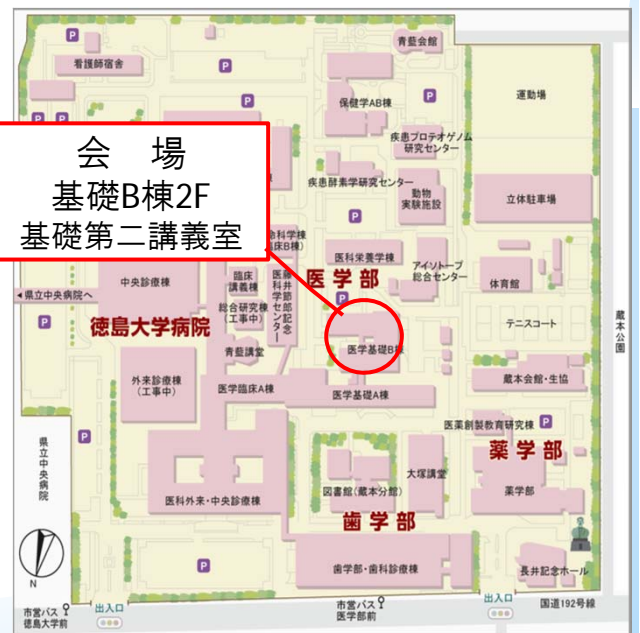 青藍会館
看護師宿舎
P
P
P
P
P
保健学AB棟
運動場
疾患プロテオゲノム
研究センター
会 場
基礎B棟2F
基礎第二講義室
疾患酵素学研究センター
動物
実験施設
立体駐車場
P
医科栄養学棟
アイソトープ
総合センター
体育館
◀県立中央病院へ
中央診療棟
臨床
講義棟
藤井節郎記念
医科学センター
医学部
P
P
総合研究棟
(工事中)
徳島大学病院
テニスコート
蔵本公園
青藍講堂
医学基礎B棟
外来診療棟
(工事中)
医学臨床A棟
医学基礎A棟
蔵本会館・生協
P
医薬創製教育研究棟
P
薬学部
県立中央病院
医科外来・中央診療棟
図書館(蔵本分館)
大塚講堂
薬学部
歯学部
N
P
歯学部・歯科診療棟
長井記念ホール
市営バス
徳島大学前
出入口
市営バス
医学部前
出入口
国道192号線